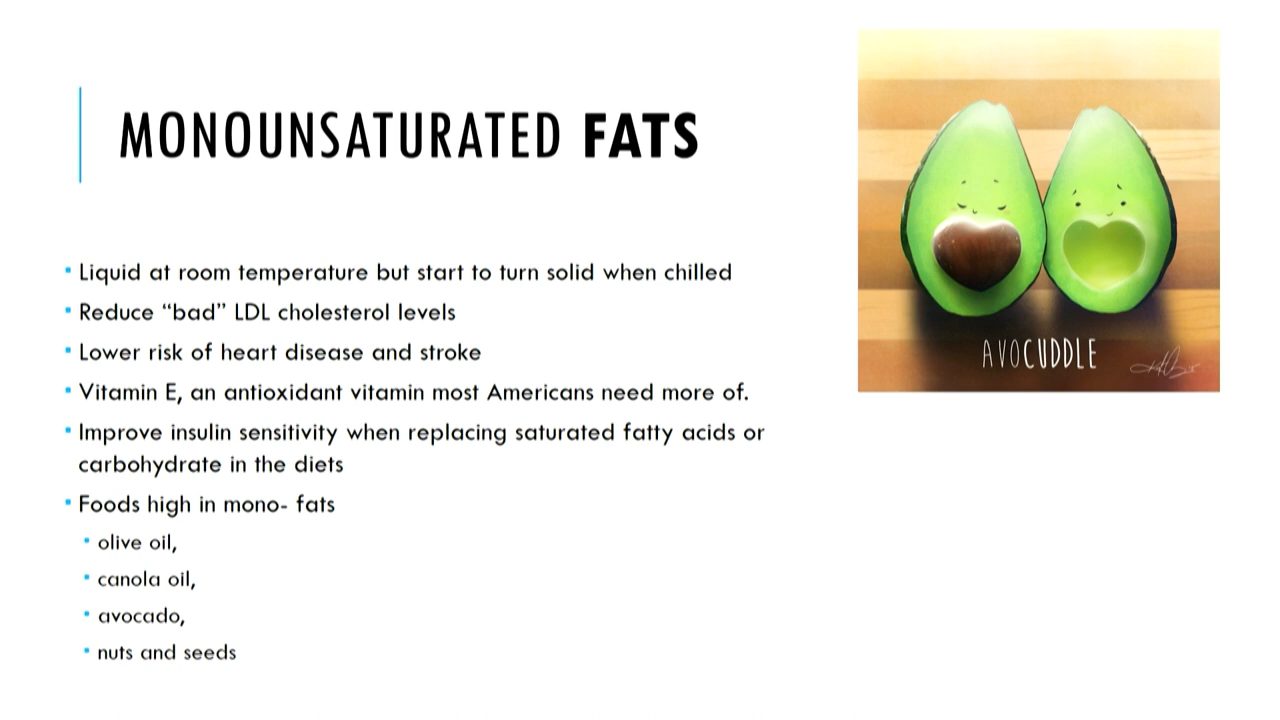 MONOUNSATURATED FATS
Liquid at room temperature but start to turn solid when chilled
Reduce “bad” LDL cholesterol levels
Lower risk of heart disease and stroke
Vitamin E, an antioxidant vitamin most Americans need more of.
Improve insulin sensitivity when replacing saturated fatty acids or
carbohydrate in the diets
Foods high in mono- fats
olive oil,
canola oil,
avocado,
nuts and seeds
AVOCUDDLE